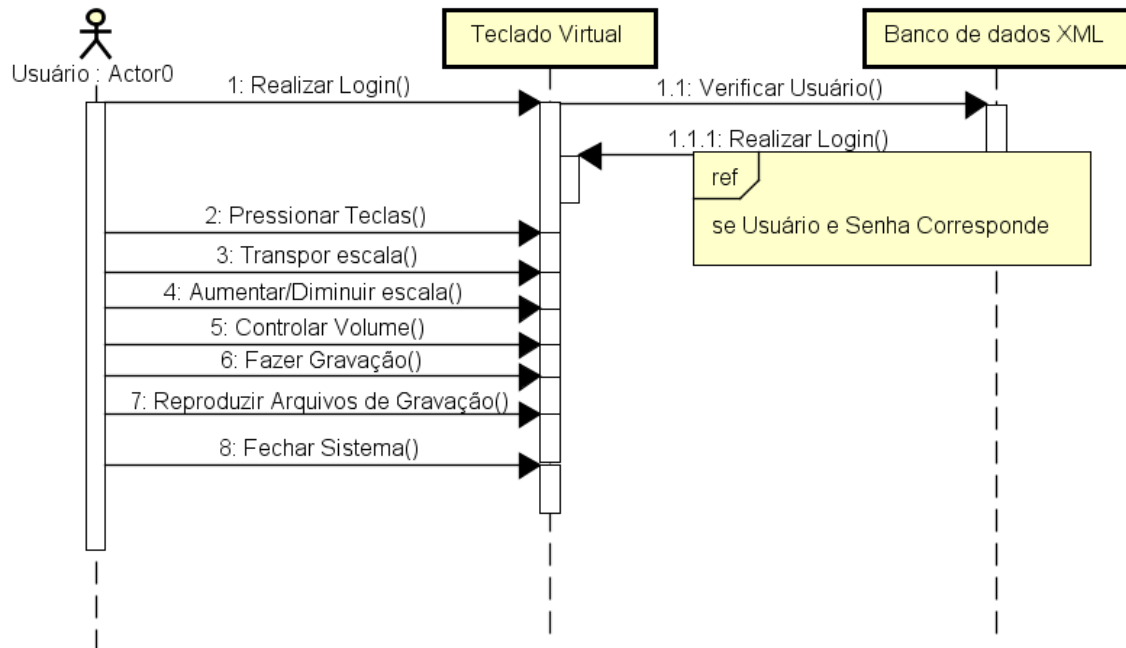 Teclado Virtual
Banco de dados XML
Usuário : Actor0
1: Realizar Login()
1.1: Verificar Usuário()
1.1.1: Realizar Login()
ref
se Usuário e Senha Corresponde
2: Pressionar Teclas()
3: Transpor escala()
4: Aumentar/Diminuir escala()
5: Controlar Volume()
6: Fazer Gravação()
7: Reproduzir Arquivos de Gravação()
8: Fechar Sistema()